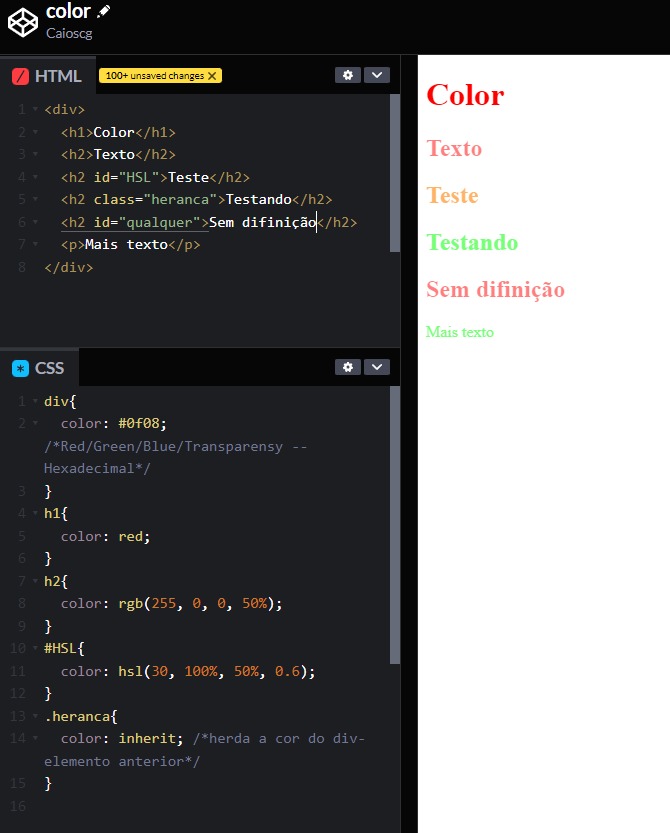 color
Caioscg
HTML
100+ unsaved changes X
1 <div>
2 <h1>Color</h1>
3 <h2>Texto</h2>
4 <h2 id="HSL">Teste</h2>
5 <h2 class="heranca">Testando</h2>
6 <h2 id="qualquer">Sem difinição</h2>
7 <p>Mais texto</p>
8 </div>
CSS
1 div{
2 color: #0f08;
/*Red/Green/Blue/Transparensy --
Hexadecimal*/
3 }
4 h1{
5 color: red;
6 }
7 h2{
8 color: rgb(255, 0, 0, 50%);
9 }
10 #HSL{
11 color: hsl(30, 100%, 50%, 0.6);
12 }
13 .heranca{
14 color: inherit; /*herda a cor do div-
elemento anterior*/
15 }
16
Color
Texto
Teste
Testando
Sem difinição
Mais texto